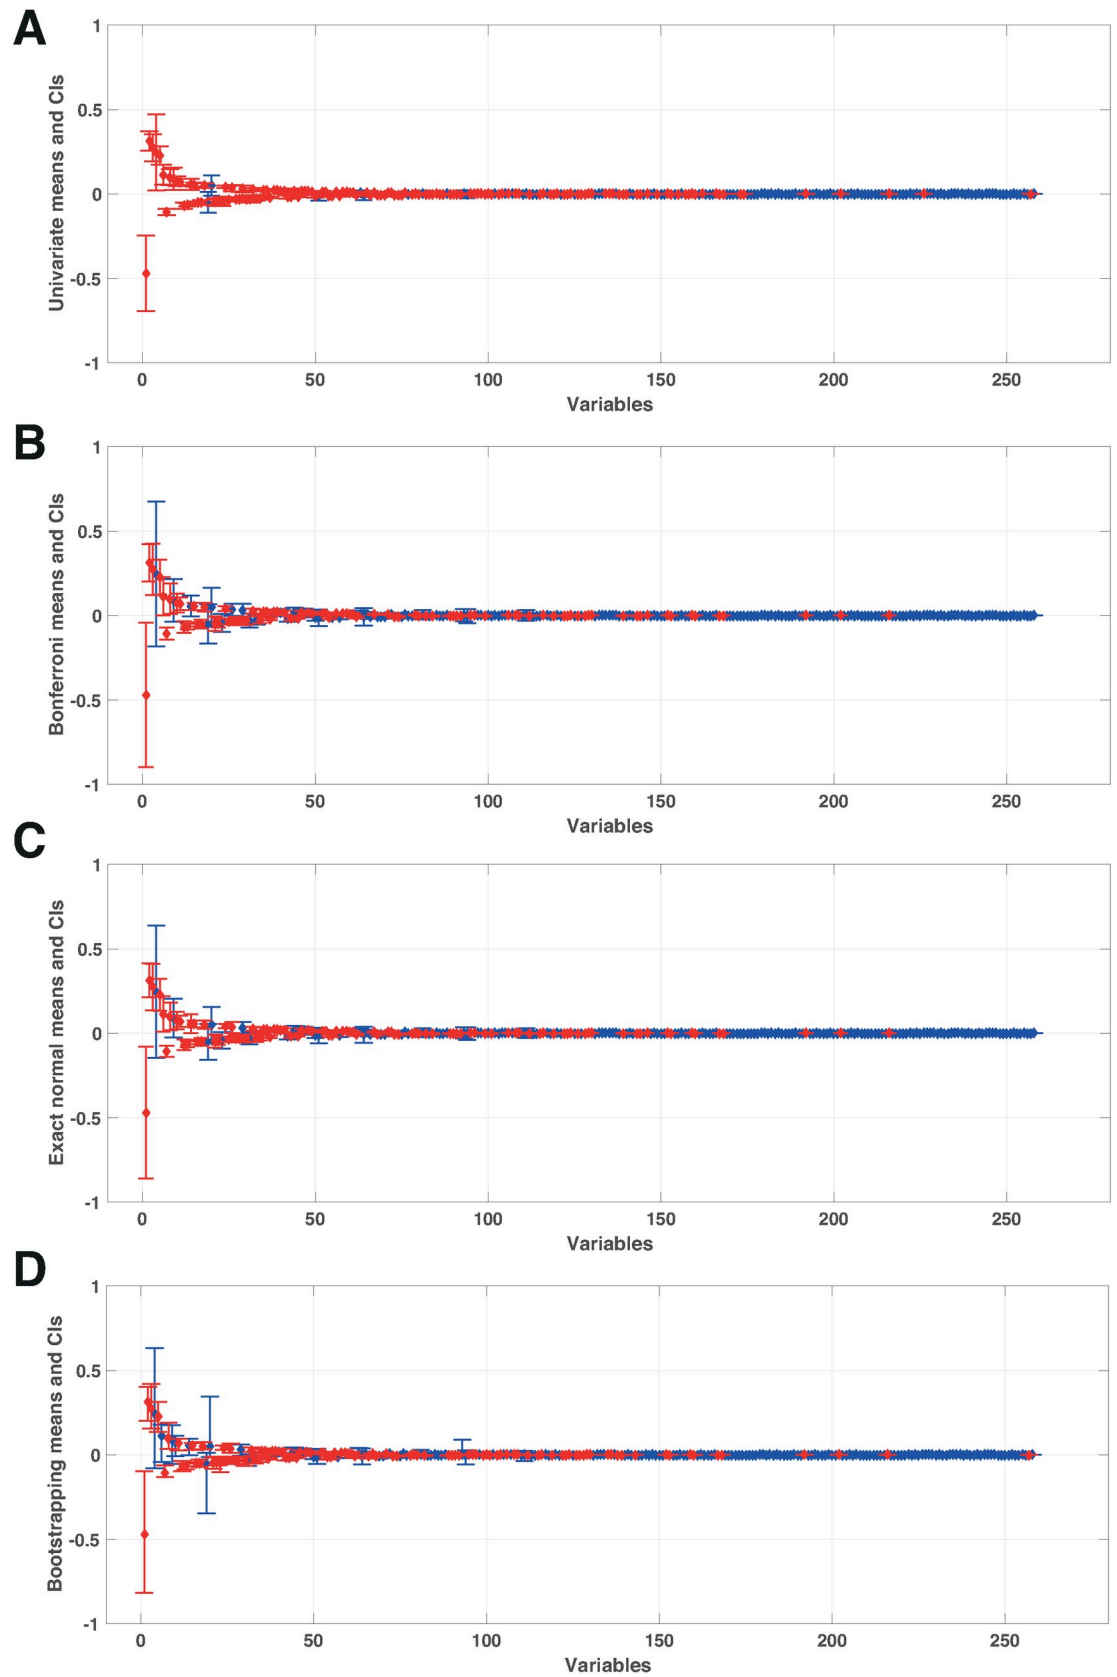 A
Univariate means and CIs
1
0.5
0
-0.5
-1
0 50 100 150 200 250
Variables
B
Bonferroni means and CIs
1
0.5
0
-0.5
-1
0 50 100 150 200 250
Variables
C
Exact normal means and CIs
1
0.5
0
-0.5
-1
0 50 100 150 200 250
Variables
D
Bootstrapping means and CIs
1
0.5
0
-0.5
-1
0 50 100 150 200 250
Variables